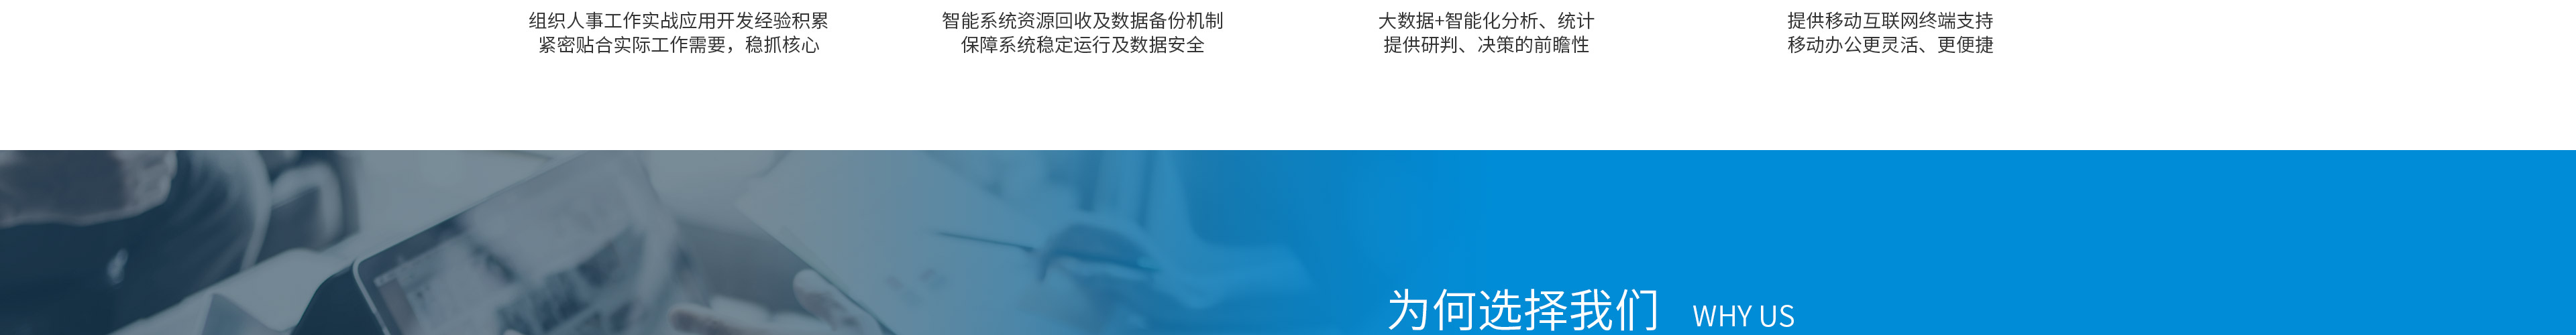 组织人事工作实战应用开发经验积累
紧密贴合实际工作需要，稳抓核心
智能系统资源回收及数据备份机制
保障系统稳定运行及数据安全
大数据+智能化分析、统计
提供研判、决策的前瞻性
提供移动互联网终端支持
移动办公更灵活、更便捷
为何选择我们 WHY US